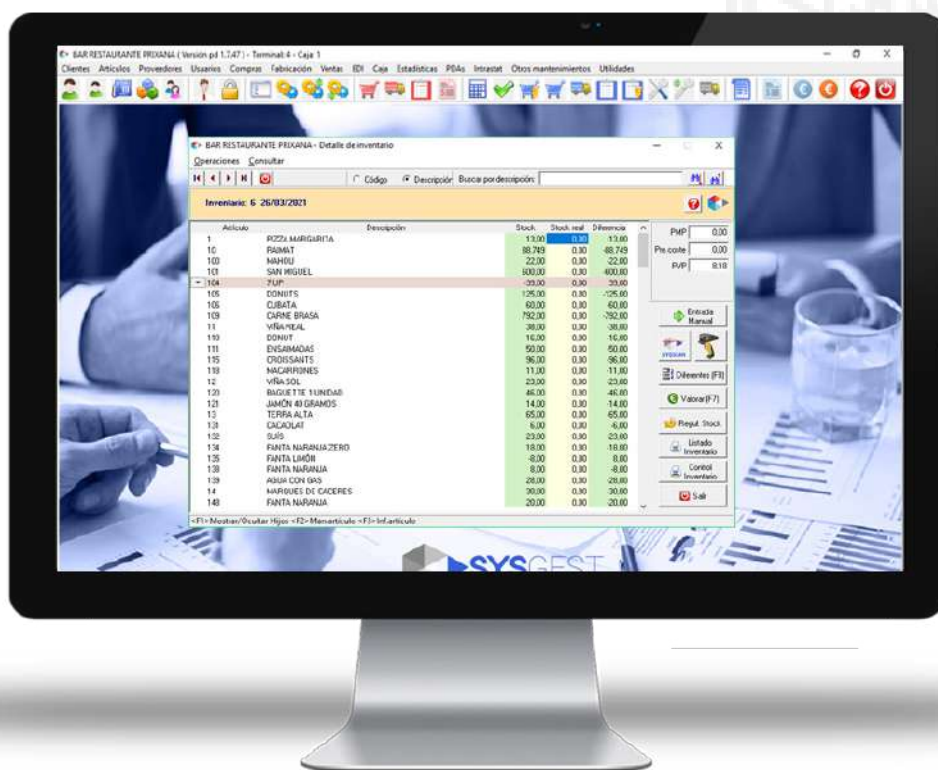 BAR RESTAURANTE PRIXANA ( Versión pd 1.7.47 ) - Terminal: 4 - Caja 1
Clientes Artículos Proveedores Usuarios Compras Fabricación Ventas EDI Caja Estadísticas PDAs Intrastat Otros mantenimientos Utilidades
BAR RESTAURANTE PRIXANA - Detalle de inventario
Operaciones Consultar
Código Descripción Buscar por descripción:
Inventario: 6 26/03/2021
Artículo Descripción Stock Stock real Diferencia
PMP 0,00
Pre.coste 0,00
PVP 8,18
1 PIZZA MARGARITA 13,00 0,00 -13,00
10 RAIMAT 88,749 0,00 -88,749
100 MAHOU 22,00 0,00 -22,00
101 SAN MIGUEL 600,00 0,00 -600,00
104 7 UP -39,00 0,00 39,00
105 DONUTS 125,00 0,00 -125,00
106 CUBATA 60,00 0,00 -60,00
109 CARNE BRASA 792,00 0,00 -792,00
11 VIÑA REAL 38,00 0,00 -38,00
110 DONUT 16,00 0,00 -16,00
111 ENSAIMADAS 50,00 0,00 -50,00
115 CROISSANTS 96,00 0,00 -96,00
118 MACARRONES 11,00 0,00 -11,00
12 VIÑA SOL 23,00 0,00 -23,00
120 BAGUETTE 1 UNIDAD 46,00 0,00 -46,00
121 JAMÓN 40 GRAMOS 14,00 0,00 -14,00
13 TERRA ALTA 65,00 0,00 -65,00
131 CACAOLAT 6,00 0,00 -6,00
132 SUÍS 23,00 0,00 -23,00
134 FANTA NARANJA ZERO 18,00 0,00 -18,00
135 FANTA LIMÓN -8,00 0,00 8,00
138 FANTA NARANJA 8,00 0,00 -8,00
139 AGUA CON GAS 28,00 0,00 -28,00
14 MARQUES DE CACERES 30,00 0,00 -30,00
148 FANTA NARANJA 20,00 0,00 -20,00
Entrada Manual
SYSSCAN
Diferentes (F8)
Valorar (F7)
Regul. Stock
Listado Inventario
Control Inventario
Salir
<F1> Mostrar/Ocultar Hijos <F2> Man.artículo <F3> Inf.artículo
SYSGEST